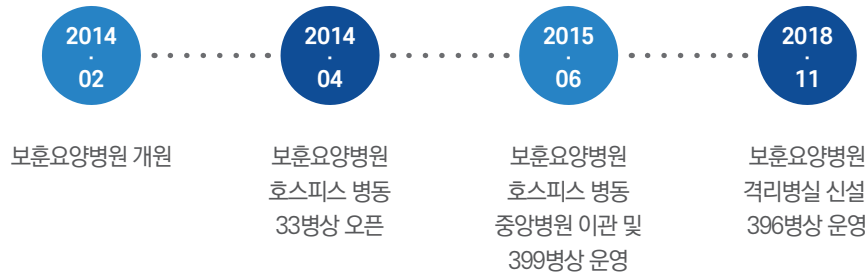 2014
·
02
2014
·
04
2015
·
06
2018
·
11
보훈요양병원 개원
보훈요양병원
호스피스 병동
33병상 오픈
보훈요양병원
호스피스 병동
중앙병원 이관 및
399병상 운영
보훈요양병원
격리병실 신설
396병상 운영